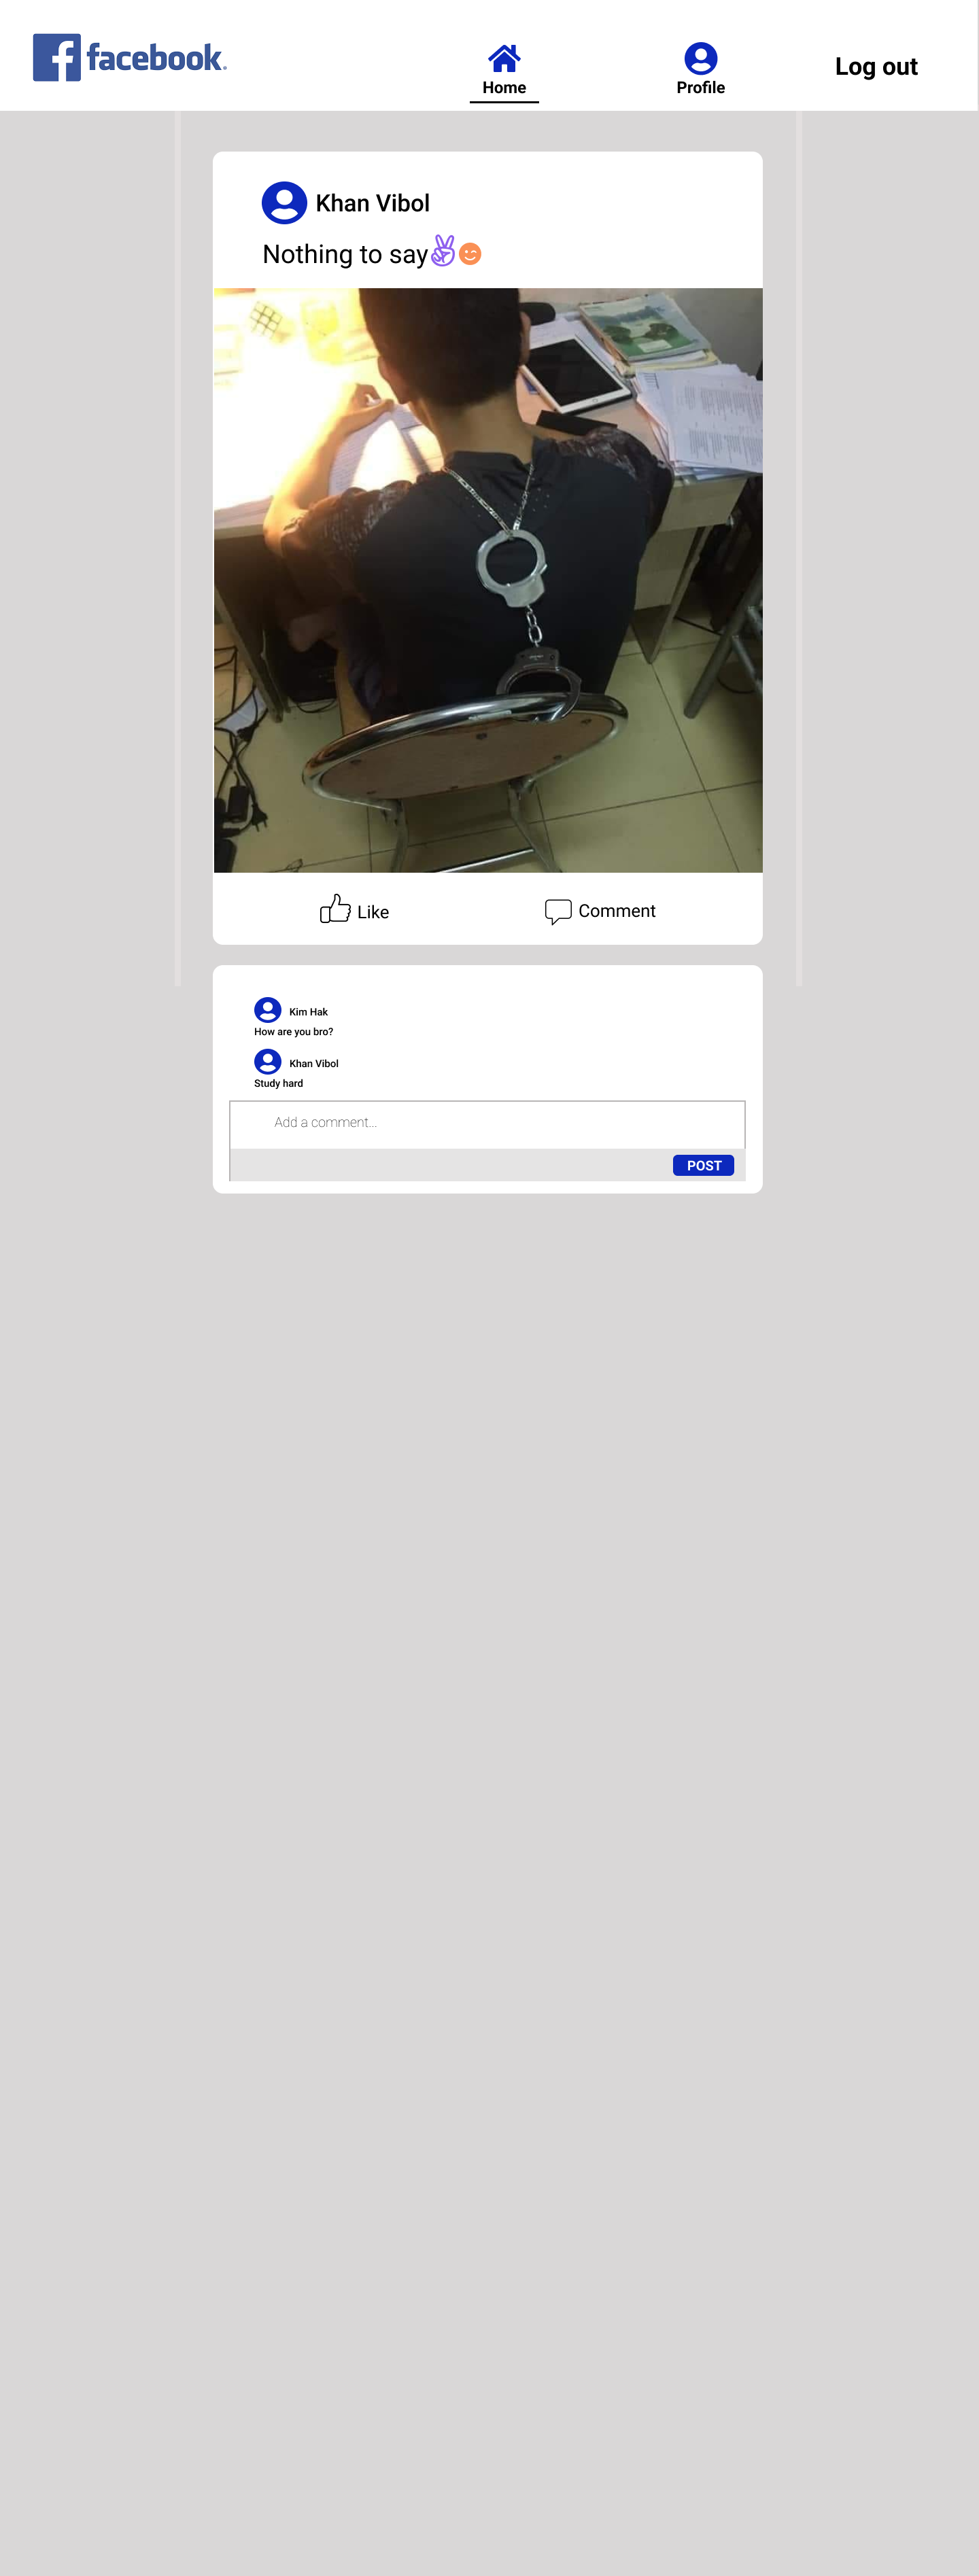 facebook.
Home
Profile
Log out
Khan Vibol
Nothing to say✌😉
Like
Comment
Kim Hak
How are you bro?
Khan Vibol
Study hard
Add a comment...
POST